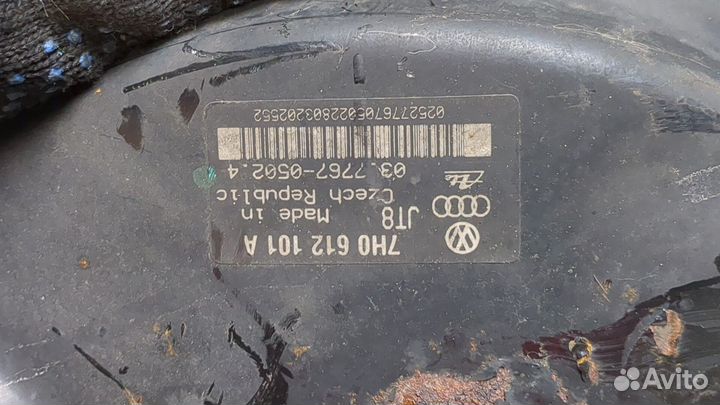 7H0 612 101 A
JT8
Made in
Czech Republic
03.7767-0502.4
0252776705022803202552
Avito